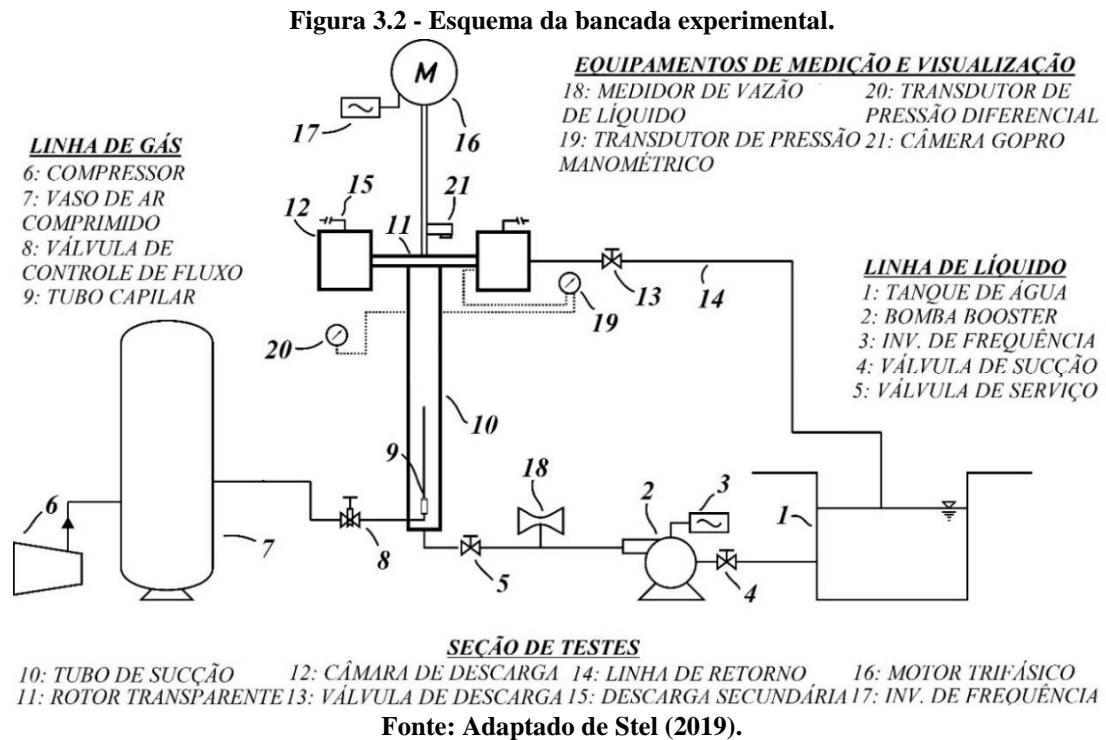 Figura 3.2 - Esquema da bancada experimental.
M
17
16
EQUIPAMENTOS DE MEDIÇÃO E VISUALIZAÇÃO
18: MEDIDOR DE VAZÃO DE LÍQUIDO
19: TRANSDUTOR DE PRESSÃO MANOMÉTRICO
20: TRANSDUTOR DE PRESSÃO DIFERENCIAL
21: CÂMERA GOPRO
LINHA DE GÁS
6: COMPRESSOR
7: VASO DE AR
COMPRIMIDO
8: VÁLVULA DE
CONTROLE DE FLUXO
9: TUBO CAPILAR
12
15
11
21
13
14
19
20
10
9
LINHA DE LÍQUIDO
1: TANQUE DE ÁGUA
2: BOMBA BOOSTER
3: INV. DE FREQUÊNCIA
4: VÁLVULA DE SUCÇÃO
5: VÁLVULA DE SERVIÇO
6
7
8
18
5
2
3
4
1
SEÇÃO DE TESTES
10: TUBO DE SUCÇÃO 12: CÂMARA DE DESCARGA 14: LINHA DE RETORNO 16: MOTOR TRIFÁSICO
11: ROTOR TRANSPARENTE 13: VÁLVULA DE DESCARGA 15: DESCARGA SECUNDÁRIA 17: INV. DE FREQUÊNCIA
Fonte: Adaptado de Stel (2019).